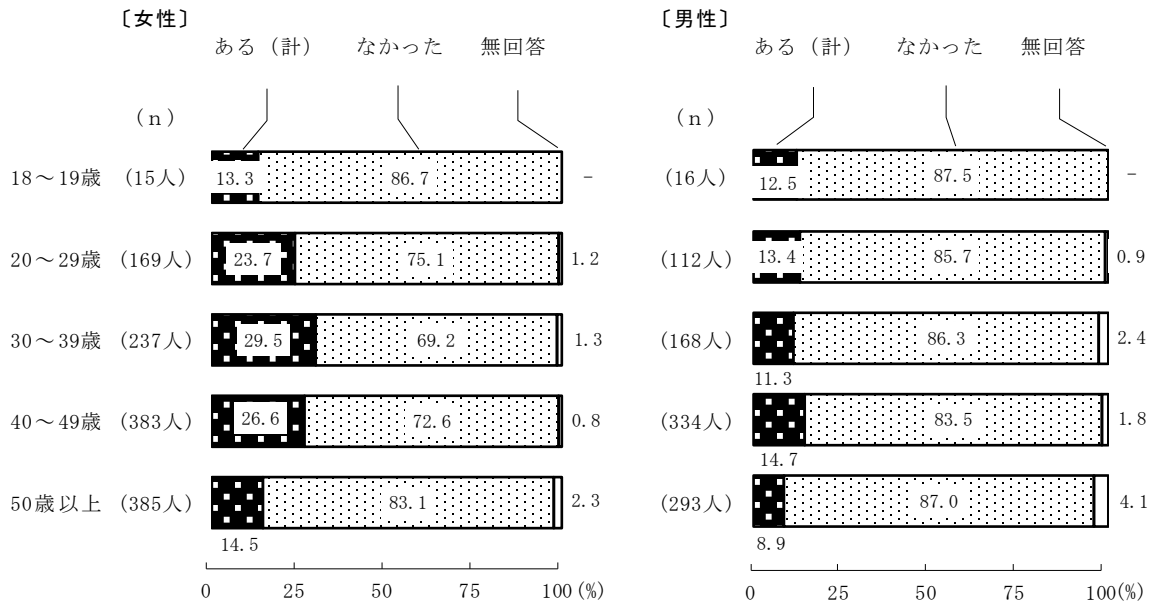 〔女性〕 〔男性〕
ある（計） なかった 無回答 ある（計） なかった 無回答
（n） （n）
18～19歳 (15人) 13.3 86.7 － (16人) 12.5 87.5 －
20～29歳 (169人) 23.7 75.1 1.2 (112人) 13.4 85.7 0.9
30～39歳 (237人) 29.5 69.2 1.3 (168人) 86.3 2.4
11.3
40～49歳 (383人) 26.6 72.6 0.8 (334人) 83.5 1.8
14.7
50歳以上 (385人) 83.1 2.3 (293人) 87.0 4.1
14.5 8.9
0 25 50 75 100 (%) 0 25 50 75 100(%)